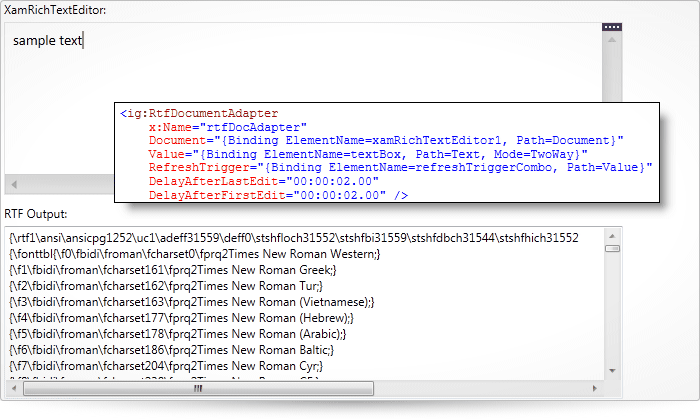 XamRichTextEditor:
sample text
<ig:RtfDocumentAdapter
x:Name="rtfDocAdapter"
Document="{Binding ElementName=xamRichTextEditor1, Path=Document}"
Value="{Binding ElementName=textBox, Path=Text, Mode=TwoWay}"
RefreshTrigger="{Binding ElementName=refreshTriggerCombo, Path=Value}"
DelayAfterLastEdit="00:00:02.00"
DelayAfterFirstEdit="00:00:02.00" />
RTF Output:
{\rtf1\ansi\ansicpg1252\uc1\adeff31559\deff0\stshfloch31552\stshfbi31559\stshfdbch31544\stshfhich31552
{\fonttbl{\f0\fbidi\froman\fcharset0\fprq2Times New Roman Western;}
{\f1\fbidi\froman\fcharset161\fprq2Times New Roman Greek;}
{\f2\fbidi\froman\fcharset162\fprq2Times New Roman Tur;}
{\f3\fbidi\froman\fcharset163\fprq2Times New Roman (Vietnamese);}
{\f4\fbidi\froman\fcharset177\fprq2Times New Roman (Hebrew);}
{\f5\fbidi\froman\fcharset178\fprq2Times New Roman (Arabic);}
{\f6\fbidi\froman\fcharset186\fprq2Times New Roman Baltic;}
{\f7\fbidi\froman\fcharset204\fprq2Times New Roman Cyr;}